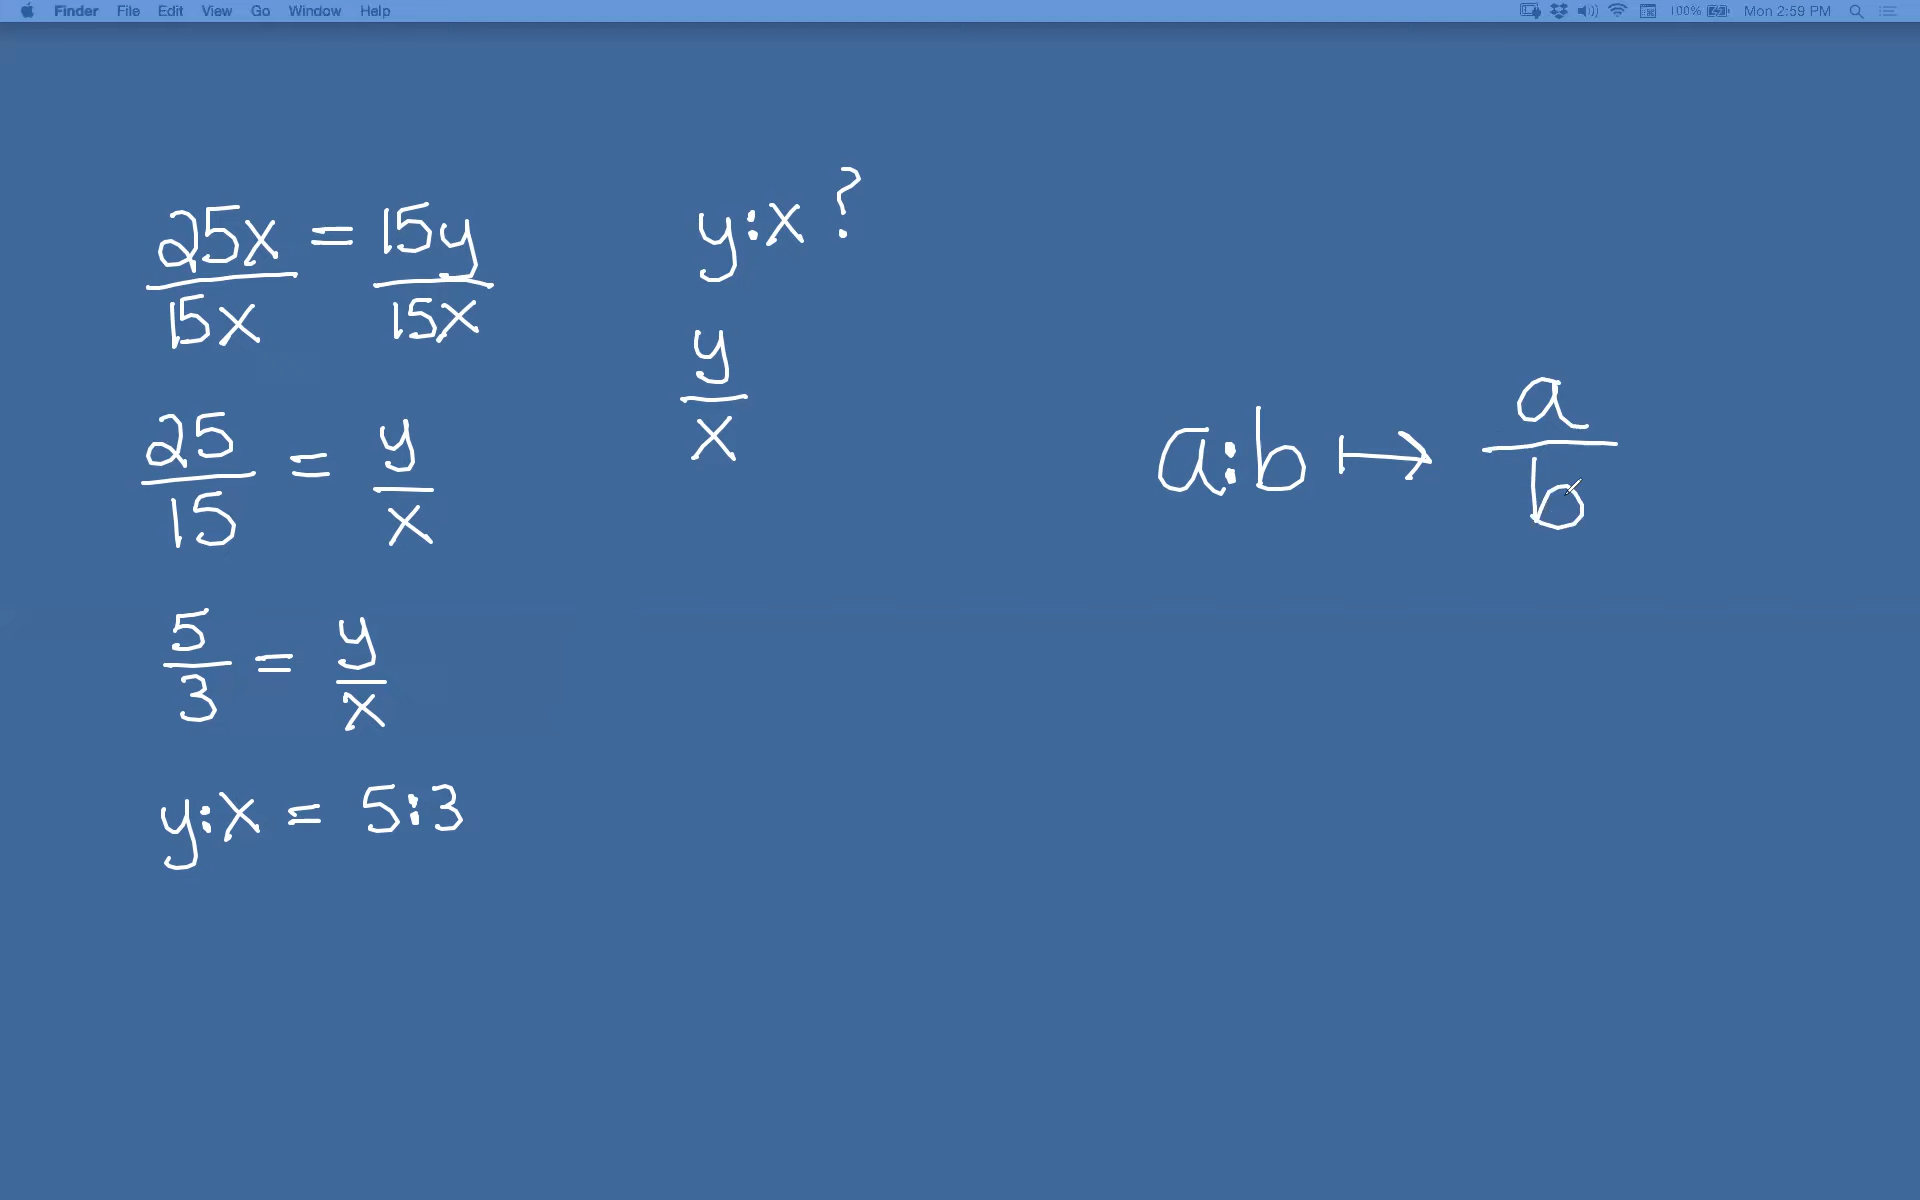 Finder File Edit View Go Window Help 100% Mon 2:59 PM
25x = 15y
15x 15x
25 = y
15 x
5 = y
3 x
y:x = 5:3
y:x ?
y
x
a:b ↦ a
b